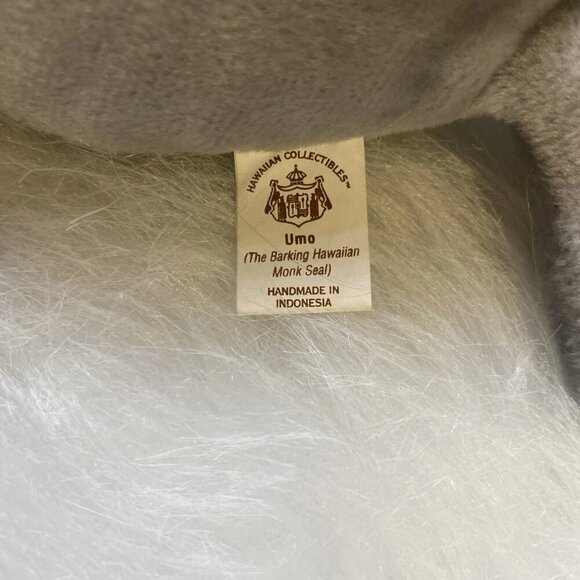 HAWAIIAN COLLECTIBLES™
Umo
(The Barking Hawaiian
Monk Seal)
HANDMADE IN
INDONESIA